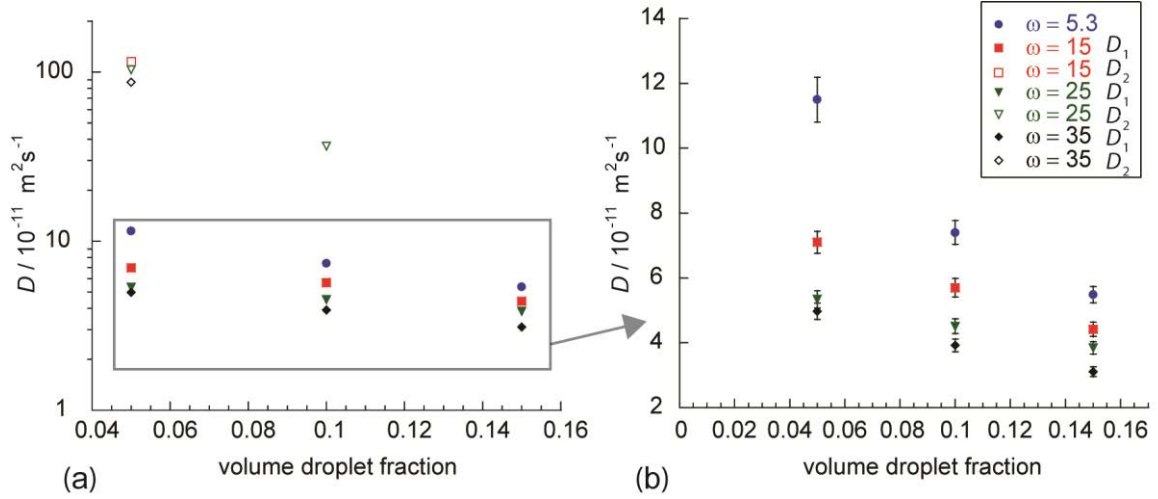 100
10
1
D / 10⁻¹¹ m²s⁻¹
0.04 0.06 0.08 0.10 0.12 0.14 0.16
volume droplet fraction
(a)
14
12
10
8
6
4
2
D / 10⁻¹¹ m²s⁻¹
0 0.02 0.04 0.06 0.08 0.1 0.12 0.14 0.16
volume droplet fraction
(b)
ω = 5.3
ω = 15 D₁
ω = 15 D₂
ω = 25 D₁
ω = 25 D₂
ω = 35 D₁
ω = 35 D₂